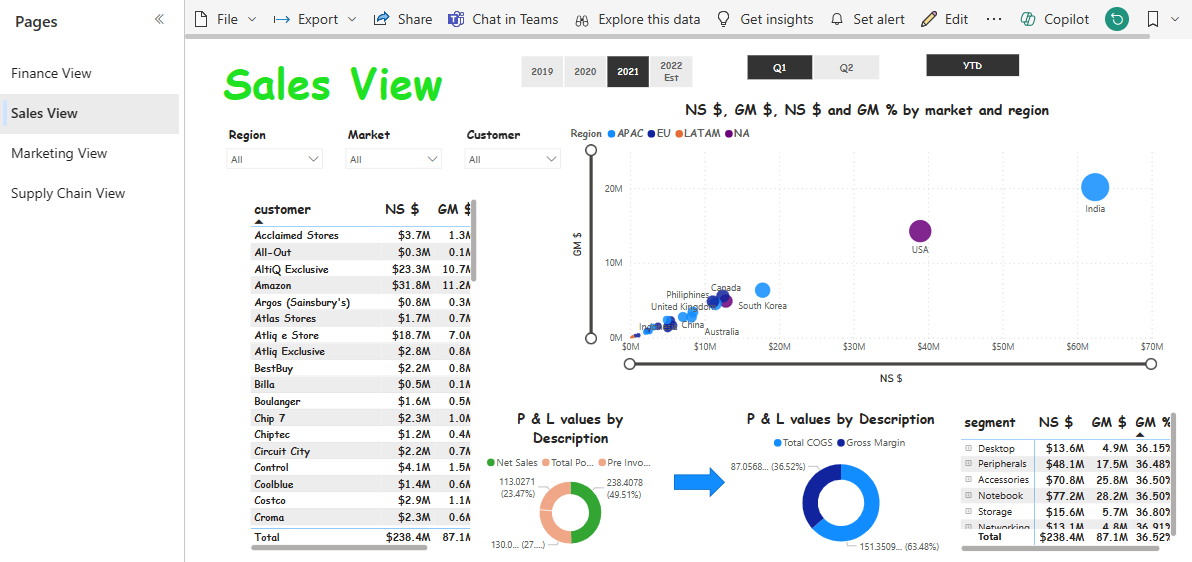 Pages
File Export Share Chat in Teams Explore this data Get insights Set alert Edit ... Copilot
Finance View
Sales View
Marketing View
Supply Chain View
Sales View
2019 2020 2021 2022 Est
Q1 Q2
YTD
Region Market Customer
All All All
NS $, GM $, NS $ and GM % by market and region
Region APAC EU LATAM NA
GM $
20M
10M
0M
India
USA
Canada
Philiphines
United Kingdom
South Korea
China
Australia
$0M $10M $20M $30M $40M $50M $60M $70M
NS $
customer NS $ GM $
Acclaimed Stores $3.7M 1.3M
All-Out $0.3M 0.1M
AltiQ Exclusive $23.3M 10.7M
Amazon $31.8M 11.2M
Argos (Sainsbury's) $0.8M 0.3M
Atlas Stores $1.7M 0.7M
Atliq e Store $18.7M 7.0M
Atliq Exclusive $2.8M 0.8M
BestBuy $2.2M 0.8M
Billa $0.5M 0.1M
Boulanger $1.6M 0.5M
Chip 7 $2.3M 1.0M
Chiptec $1.2M 0.4M
Circuit City $2.2M 0.7M
Control $4.1M 1.5M
Coolblue $1.4M 0.6M
Costco $2.9M 1.1M
Croma $2.3M 0.6M
Total $238.4M 87.1M
P & L values by
Description
Net Sales Total Po... Pre Invo...
113.0271
(23.47%)
238.4078
(49.51%)
130.0... (27....)
P & L values by Description
Total COGS Gross Margin
87.0568... (36.52%)
151.3509... (63.48%)
segment NS $ GM $ GM %
Desktop $13.6M 4.9M 36.15%
Peripherals $48.1M 17.5M 36.48%
Accessories $70.8M 25.8M 36.50%
Notebook $77.2M 28.2M 36.50%
Storage $15.6M 5.7M 36.80%
Networking $13.1M 4.8M 36.91%
Total $238.4M 87.1M 36.52%